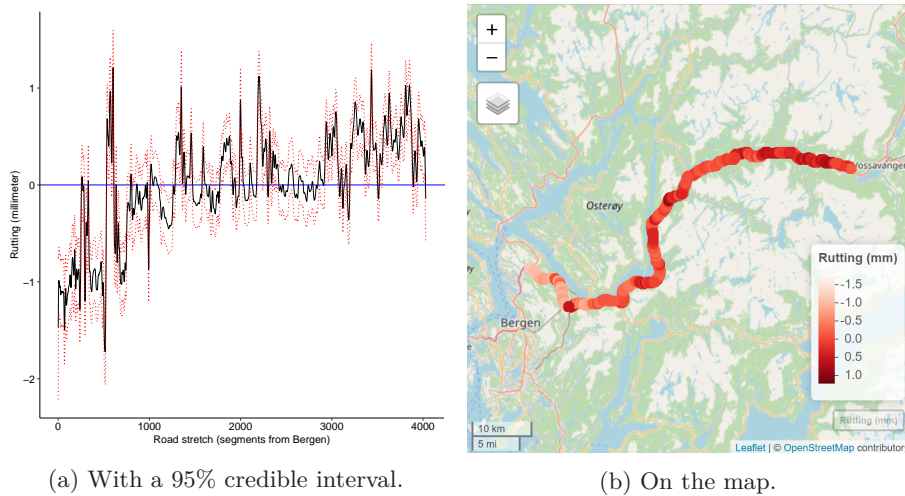 1
0
−1
−2
Rutting (millimeter)
0
1000
2000
3000
4000
Road stretch (segments from Bergen)
(a) With a 95% credible interval.
+
−
Osterøy
Vossavangen
Bergen
Rutting (mm)
-1.5
-1.0
-0.5
0.0
0.5
1.0
Rutting (mm)
10 km
5 mi
Leaflet | © OpenStreetMap contributor
(b) On the map.